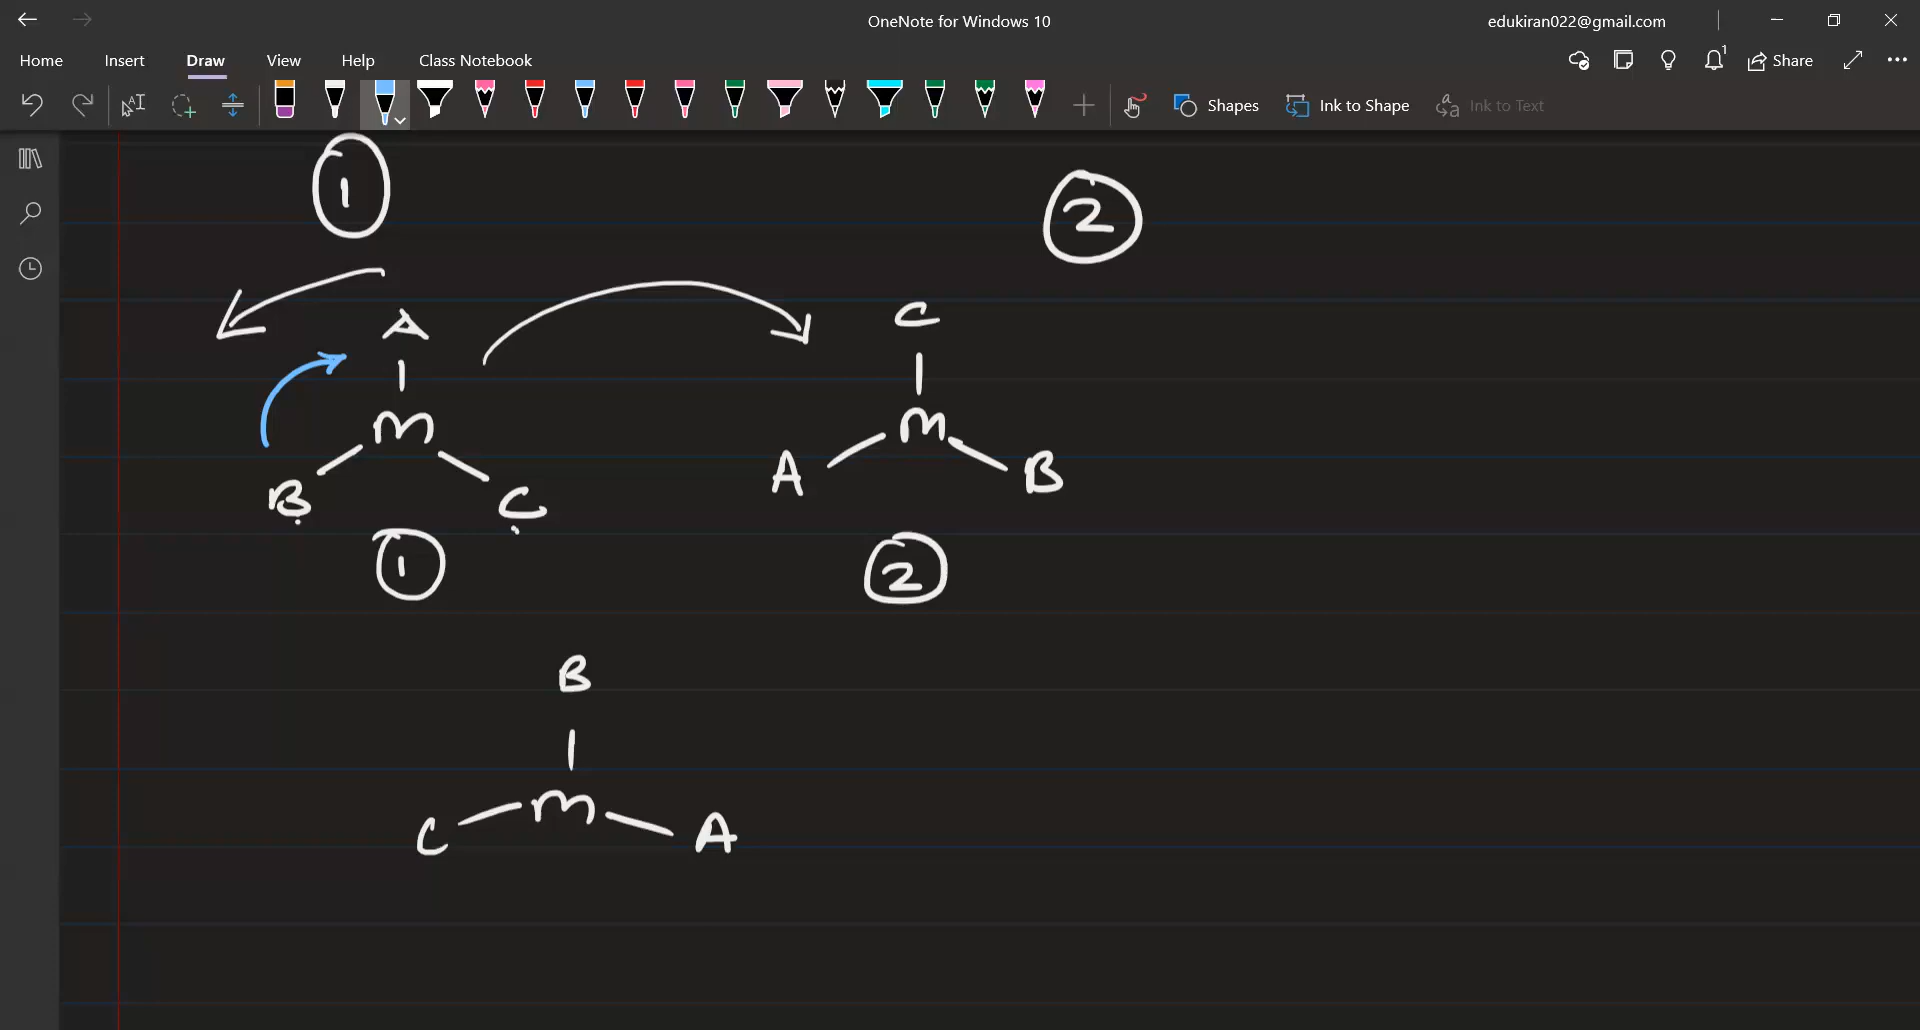 OneNote for Windows 10
edukiran022@gmail.com
Home Insert Draw View Help Class Notebook
1
Share
Shapes Ink to Shape Ink to Text
1
2
A
M
B C
1
C
M
A B
2
B
M
C A